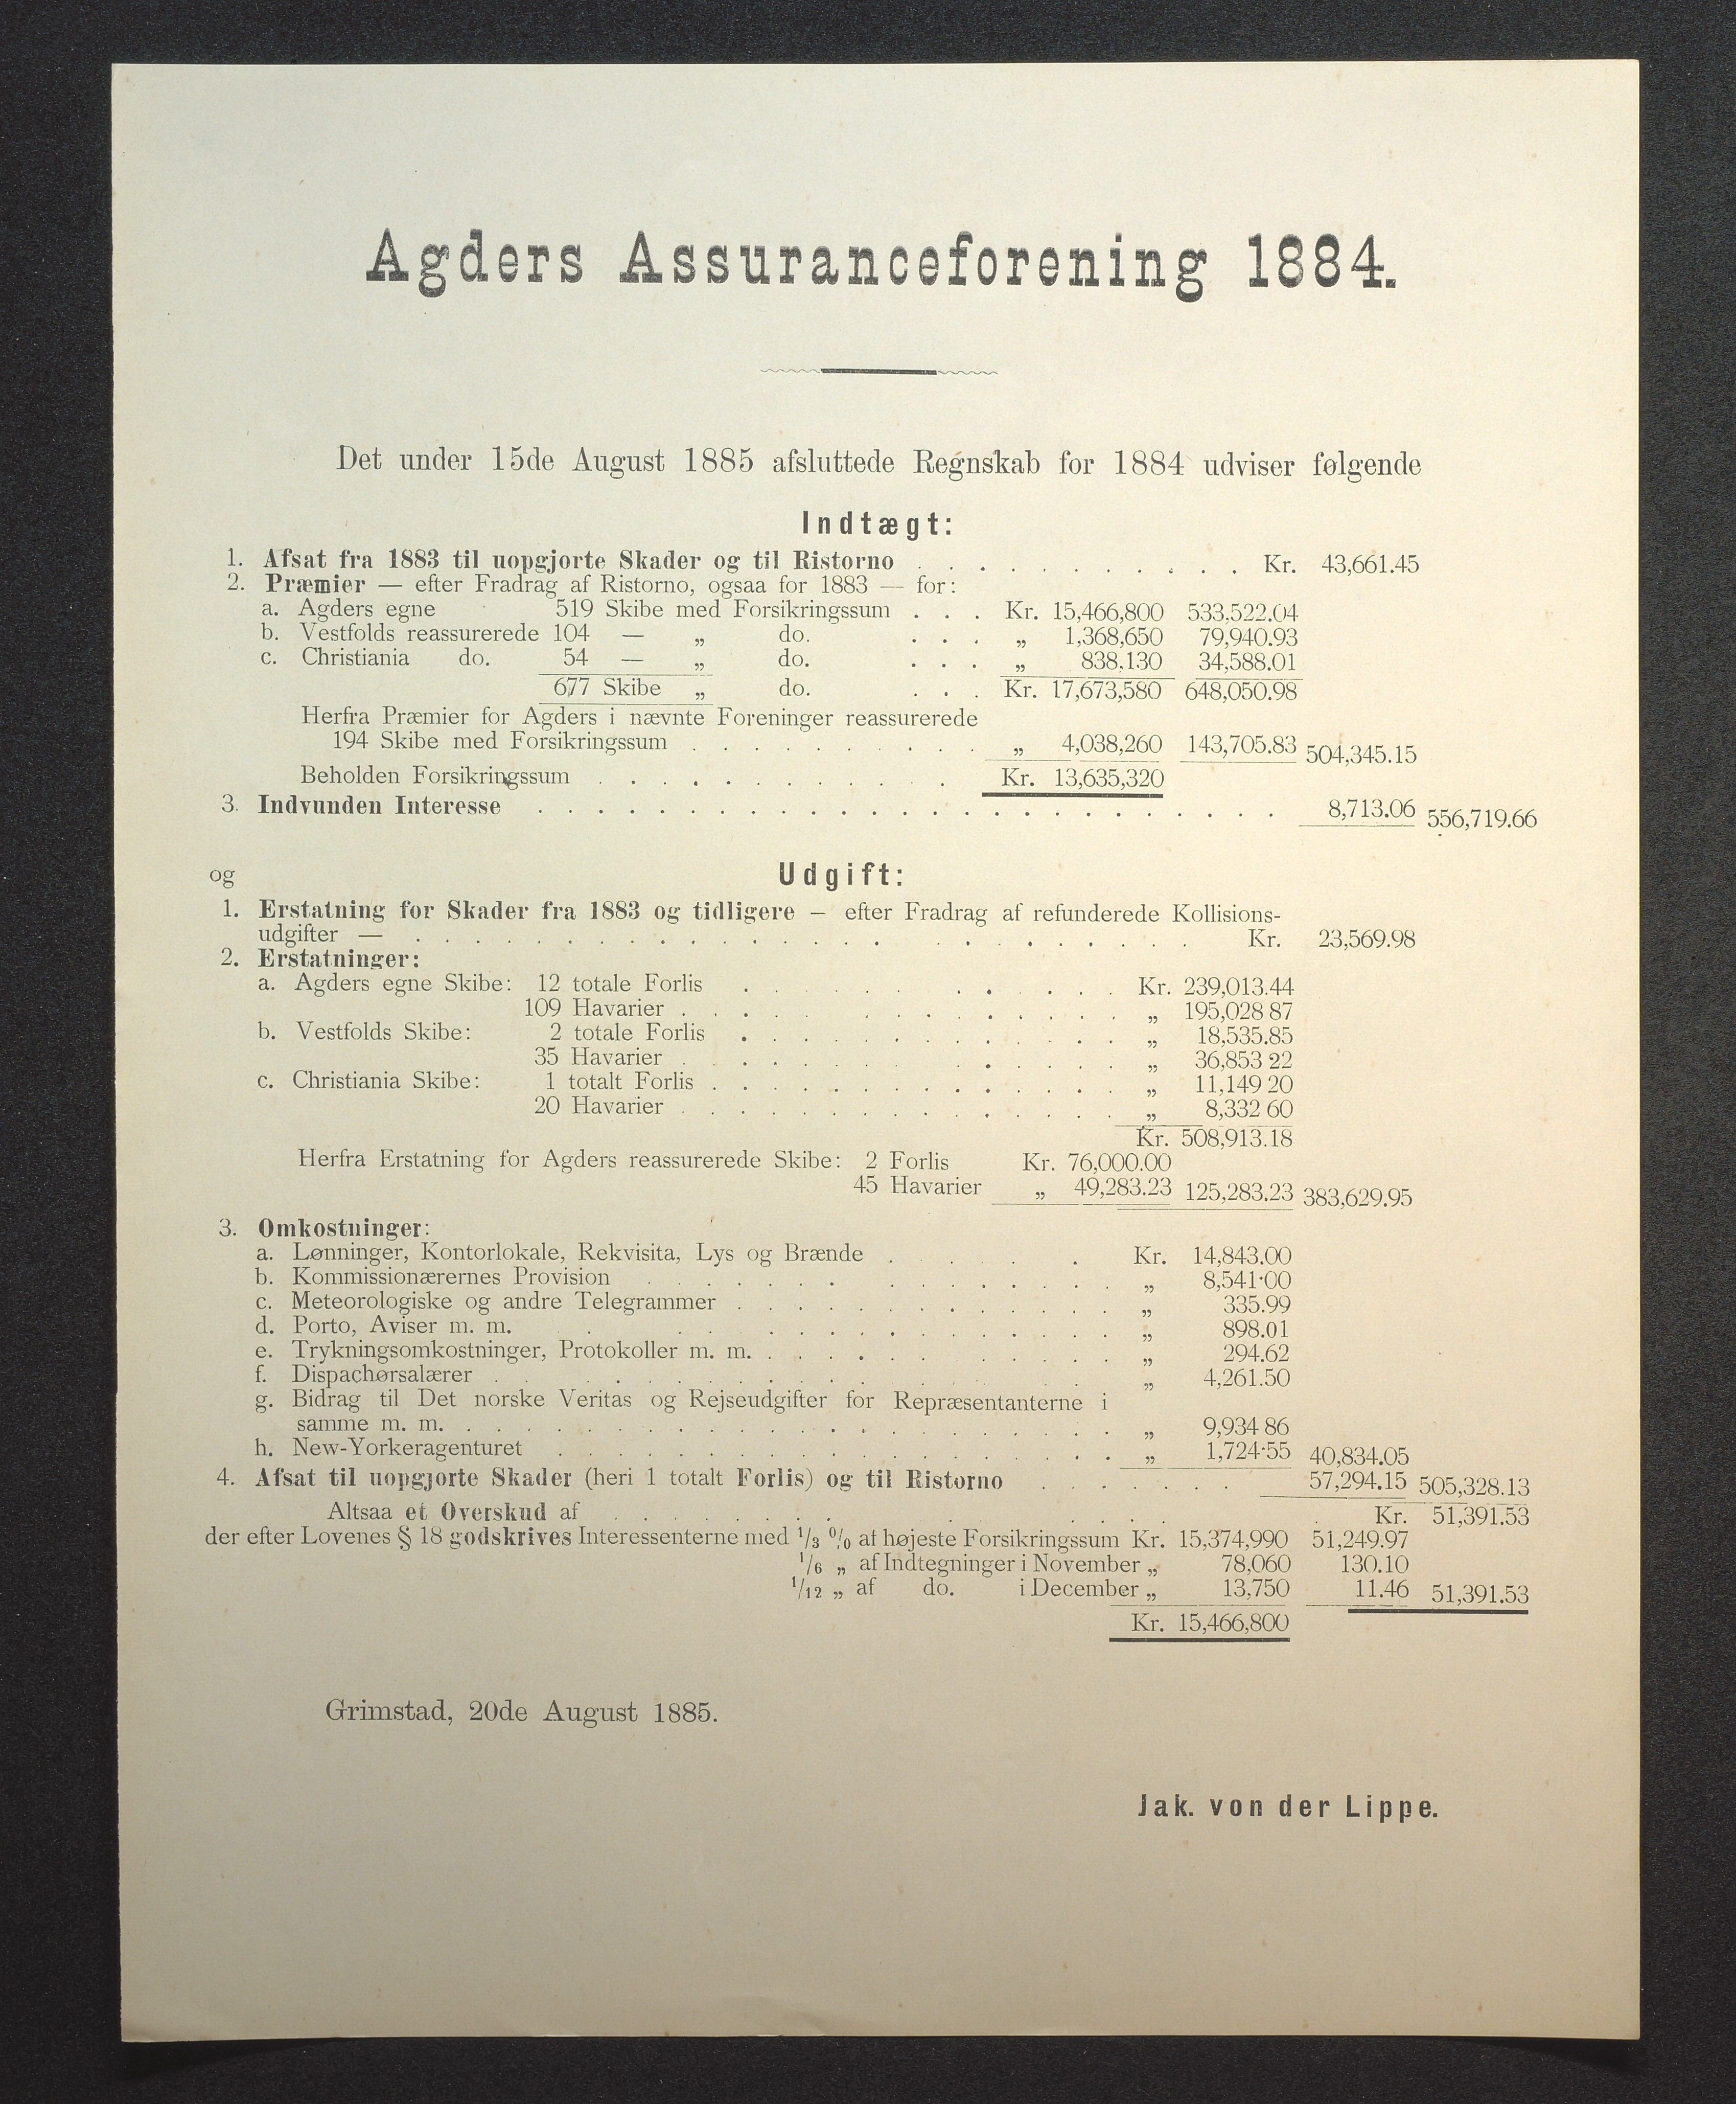 Agders Assuranceforening 1884.
Det under 15de August 1885 afsluttede Regnskab for 1884 udviser følgende
Indtægt:
1. Afsat fra 1883 til uopgjorte Skader og til Ristorno . . . . . . . . . . . Kr. 43,661.45
2. Præmier — efter Fradrag af Ristorno, ogsaa for 1883 — for:
a. Agders egne 519 Skibe med Forsikringssum . . . Kr. 15,466,800 533,522.04
b. Vestfolds reassurerede 104 — „ do. . . . „ 1,368,650 79,940.93
c. Christiania do. 54 — „ do. . . . „ 838.130 34,588.01
677 Skibe „ do. . . . Kr. 17,673,580 648,050.98
Herfra Præmier for Agders i nævnte Foreninger reassurerede
194 Skibe med Forsikringssum . . . . . . . . . . „ 4,038,260 143,705.83 504,345.15
Beholden Forsikringssum . . . . . . . . . . . . Kr. 13,635,320
3. Indvunden Interesse . . . . . . . . . . . . . . . . . . . . . . . 8,713.06 556,719.66
og Udgift:
1. Erstatning for Skader fra 1883 og tidligere — efter Fradrag af refunderede Kollisions-
udgifter — . . . . . . . . . . . . . . . . . . . . . . . . . Kr. 23,569.98
2. Erstatninger:
a. Agders egne Skibe: 12 totale Forlis . . . . . . . . . . Kr. 239,013.44
109 Havarier . . . . . . . . . . . . . „ 195,028 87
b. Vestfolds Skibe: 2 totale Forlis . . . . . . . . . . . . „ 18,535.85
35 Havarier . . . . . . . . . . . . . „ 36,853 22
c. Christiania Skibe: 1 totalt Forlis . . . . . . . . . . . . . „ 11,149 20
20 Havarier . . . . . . . . . . . . . . „ 8,332 60
Kr. 508,913.18
Herfra Erstatning for Agders reassurerede Skibe: 2 Forlis Kr. 76,000.00
45 Havarier „ 49,283.23 125,283.23 383,629.95
3. Omkostninger:
a. Lønninger, Kontorlokale, Rekvisita, Lys og Brænde . . . . . Kr. 14,843.00
b. Kommissionærernes Provision . . . . . . . . . . . . . . „ 8,541·00
c. Meteorologiske og andre Telegrammer . . . . . . . . . . . . „ 335.99
d. Porto, Aviser m. m. . . . . . . . . . . . . . . . „ 898.01
e. Trykningsomkostninger, Protokoller m. m. . . . . . . . . . . „ 294.62
f. Dispachørsalærer . . . . . . . . . . . . . . . „ 4,261.50
g. Bidrag til Det norske Veritas og Rejseudgifter for Repræsentanterne i
samme m. m. . . . . . . . . . . . . . . . . . . . . . „ 9,934 86
h. New-Yorkeragenturet . . . . . . . . . . . . . . . . . . „ 1,724·55 40,834.05
4. Afsat til uopgjorte Skader (heri 1 totalt Forlis) og til Ristorno . . . . . . . 57,294.15 505,328.13
Altsaa et Overskud af . . . . . . . . . . . . . . . . . Kr. 51,391.53
der efter Lovenes § 18 godskrives Interessenterne med 1/3 % af højeste Forsikringssum Kr. 15,374,990 51,249.97
1/6 „ af Indtegninger i November „ 78,060 130.10
1/12 „ af do. i December „ 13,750 11.46 51,391.53
Kr. 15,466,800
Grimstad, 20de August 1885.
Jak. von der Lippe.